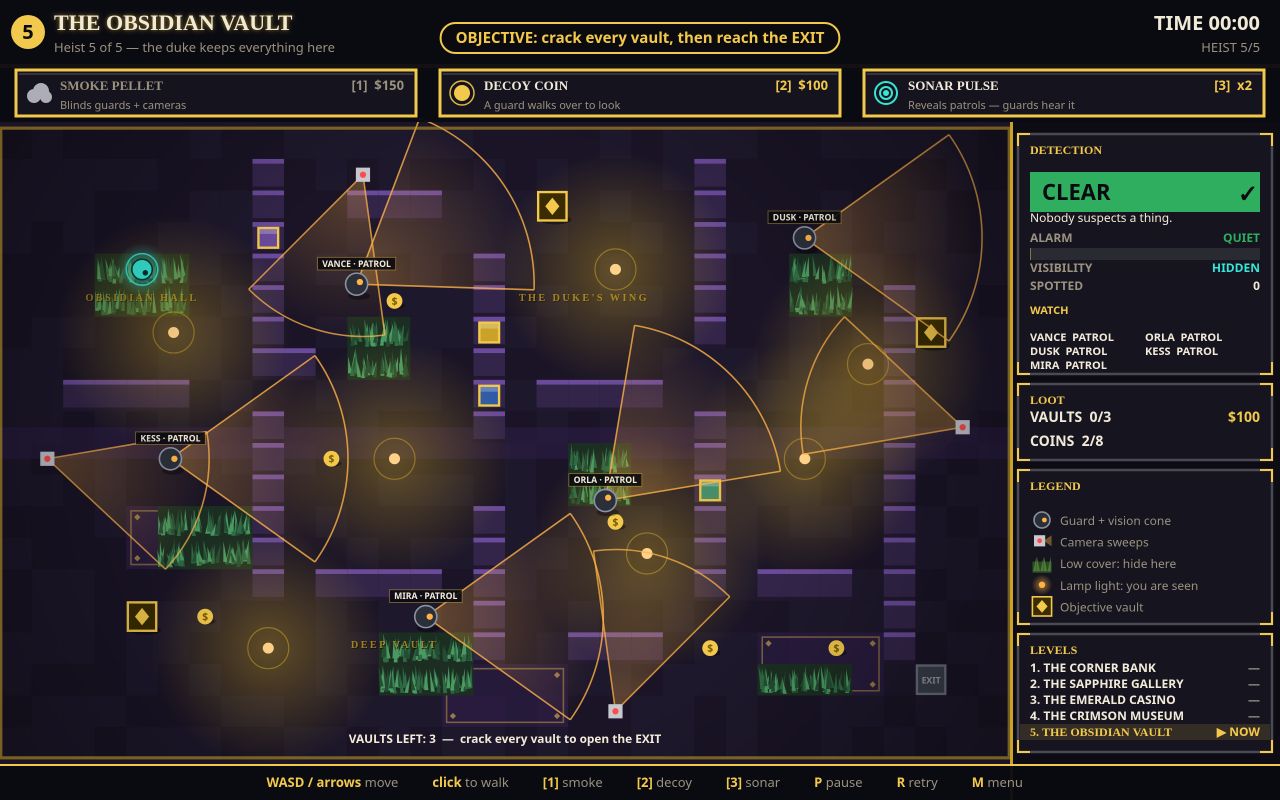 5
THE OBSIDIAN VAULT
Heist 5 of 5 — the duke keeps everything here
OBJECTIVE: crack every vault, then reach the EXIT
TIME 00:00
HEIST 5/5
SMOKE PELLET [1] $150
Blinds guards + cameras
DECOY COIN [2] $100
A guard walks over to look
SONAR PULSE [3] x2
Reveals patrols — guards hear it
DUSK · PATROL
VANCE · PATROL
OBSIDIAN HALL
THE DUKE'S WING
$
KESS · PATROL
$
ORLA · PATROL
$
MIRA · PATROL
$
DEEP VAULT
$
$
EXIT
VAULTS LEFT: 3 — crack every vault to open the EXIT
DETECTION
CLEAR ✓
Nobody suspects a thing.
ALARM QUIET
VISIBILITY HIDDEN
SPOTTED 0
WATCH
VANCE PATROL ORLA PATROL
DUSK PATROL KESS PATROL
MIRA PATROL
LOOT
VAULTS 0/3 $100
COINS 2/8
LEGEND
Guard + vision cone
Camera sweeps
Low cover: hide here
Lamp light: you are seen
Objective vault
LEVELS
1. THE CORNER BANK —
2. THE SAPPHIRE GALLERY —
3. THE EMERALD CASINO —
4. THE CRIMSON MUSEUM —
5. THE OBSIDIAN VAULT ▶ NOW
WASD / arrows move click to walk [1] smoke [2] decoy [3] sonar P pause R retry M menu